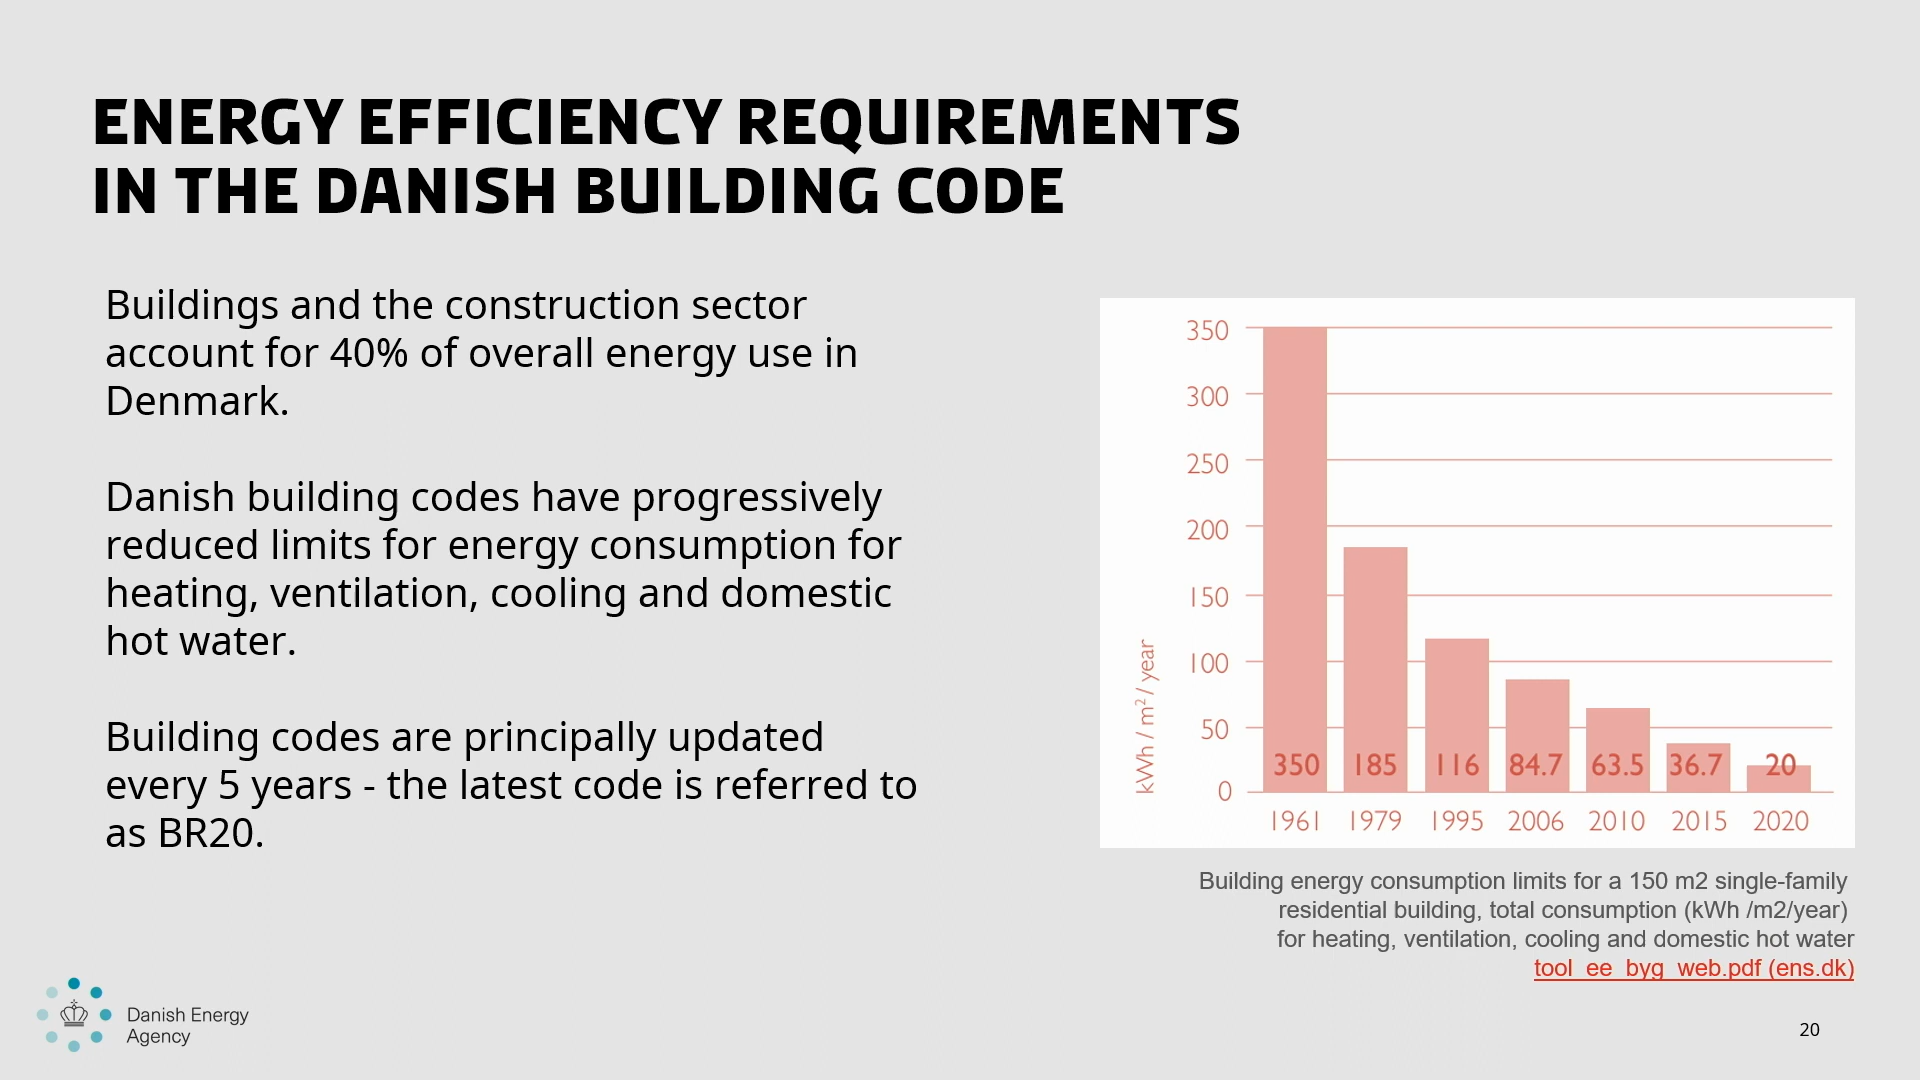 ENERGY EFFICIENCY REQUIREMENTS
IN THE DANISH BUILDING CODE
Buildings and the construction sector
account for 40% of overall energy use in
Denmark.
Danish building codes have progressively
reduced limits for energy consumption for
heating, ventilation, cooling and domestic
hot water.
Building codes are principally updated
every 5 years - the latest code is referred to
as BR20.
350
300
250
200
150
100
50
0
kWh / m² / year
350 185 116 84.7 63.5 36.7 20
1961 1979 1995 2006 2010 2015 2020
Building energy consumption limits for a 150 m2 single-family
residential building, total consumption (kWh /m2/year)
for heating, ventilation, cooling and domestic hot water
tool_ee_byg_web.pdf (ens.dk)
Danish Energy
Agency
20